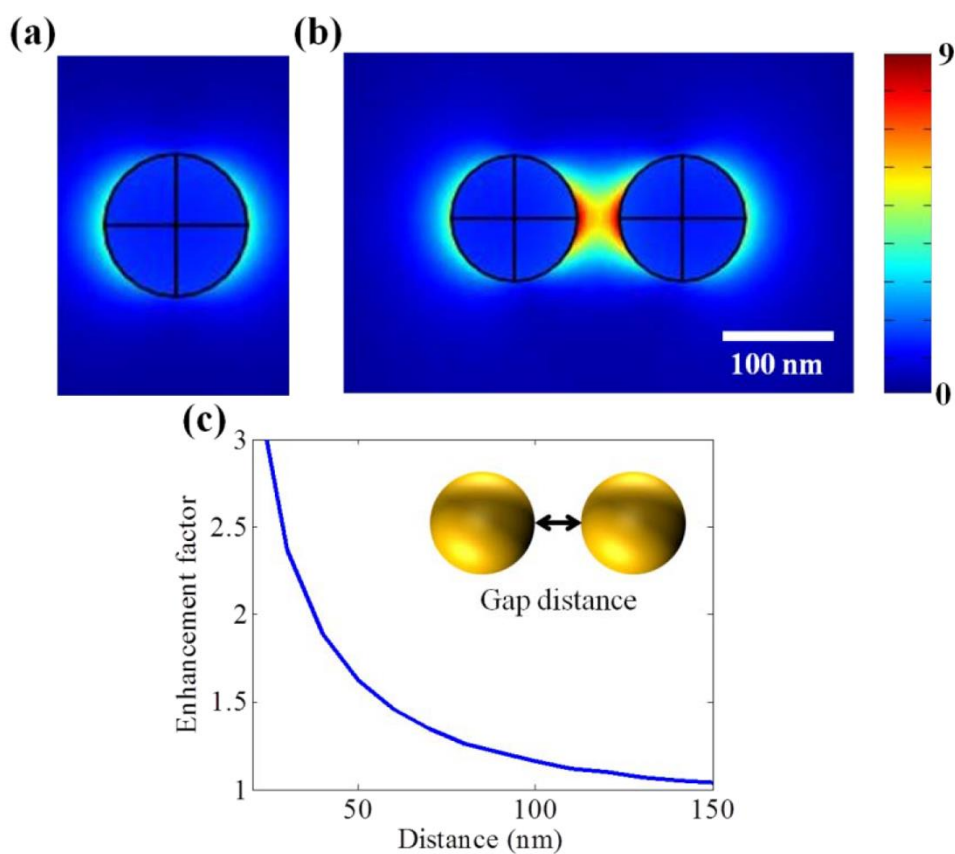 (a)
(b)
9
100 nm
0
(c)
3
2.5
2
1.5
1
Enhancement factor
Gap distance
50
100
150
Distance (nm)